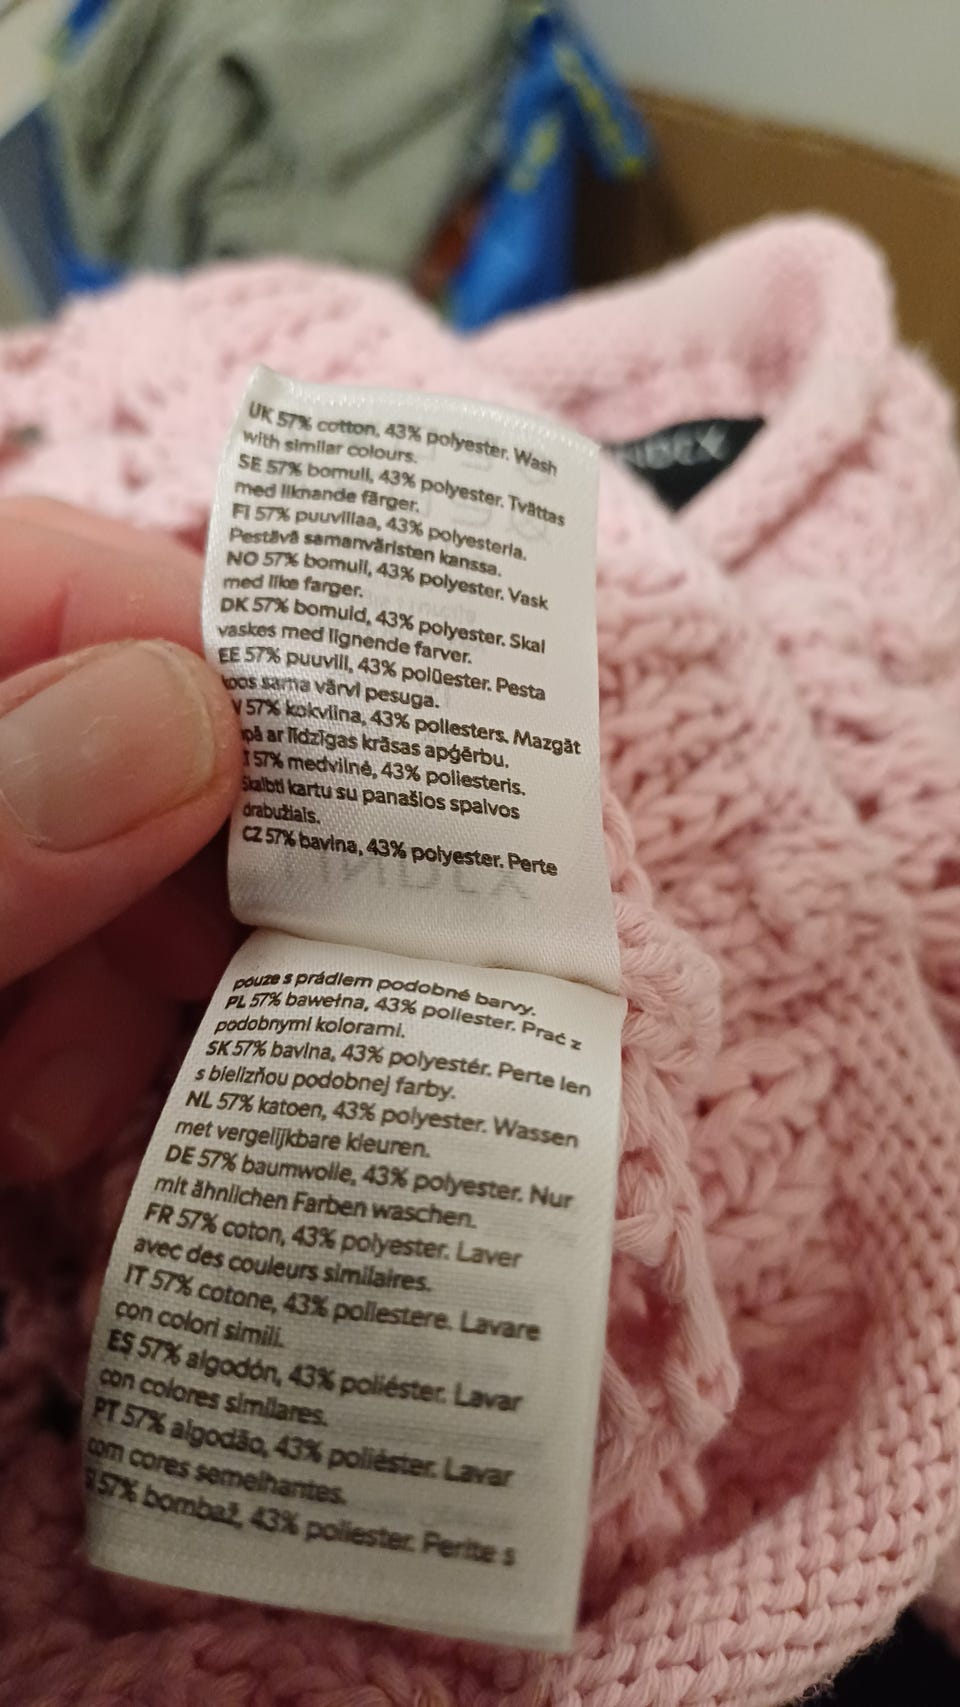 UK 57% cotton, 43% polyester. Wash
with similar colours.
SE 57% bomull, 43% polyester. Tvättas
med liknande färger.
FI 57% puuvillaa, 43% polyesteria.
Pestävä samanväristen kanssa.
NO 57% bomull, 43% polyester. Vask
med like farger.
DK 57% bomuld, 43% polyester. Skal
vaskes med lignende farver.
EE 57% puuvill, 43% polüester. Pesta
koos sama värvi pesuga.
V 57% kokvilna, 43% poliesters. Mazgāt
pā ar līdzīgas krāsas apģērbu.
T 57% medvilnė, 43% poliesteris.
Skalbti kartu su panašios spalvos
drabužiais.
CZ 57% bavlna, 43% polyester. Perte
pouze s prádlem podobné barvy.
PL 57% bawełna, 43% poliester. Prać z
podobnymi kolorami.
SK 57% bavlna, 43% polyestér. Perte len
s bielizňou podobnej farby.
NL 57% katoen, 43% polyester. Wassen
met vergelijkbare kleuren.
DE 57% baumwolle, 43% polyester. Nur
mit ähnlichen Farben waschen.
FR 57% coton, 43% polyester. Laver
avec des couleurs similaires.
IT 57% cotone, 43% poliestere. Lavare
con colori simili.
ES 57% algodón, 43% poliéster. Lavar
con colores similares.
PT 57% algodão, 43% poliéster. Lavar
com cores semelhantes.
SI 57% bombaž, 43% poliester. Perite s